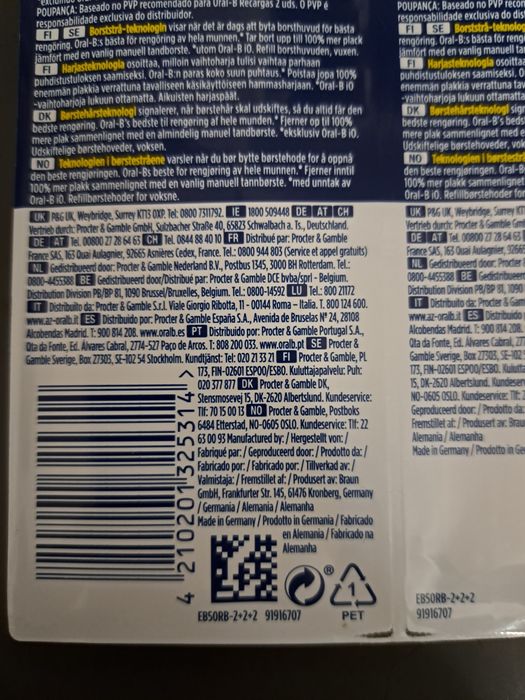 POUPANÇA: Baseado no PVP recomendado para Oral-B Recargas 2 uds. O PVP é
responsabilidade exclusiva do distribuidor.
FI SE Borststrå-teknologin visar när det är dags att byta borsthuvud för bästa
rengöring. Oral-B:s bästa för rengöring av hela munnen.* Tar bort upp till 100% mer plack
jämfört med en vanlig manuell tandborste. *utom Oral-B iO. Refill borsthuvuden, vuxen.
FI Harjasteknologia osoittaa, milloin vaihtoharja tulisi vaihtaa parhaan
puhdistustuloksen saamiseksi. Oral-B:n paras koko suun puhtaus.* Poistaa jopa 100%
enemmän plakkia verrattuna tavalliseen käsikäyttöiseen hammasharjaan. *Oral-B iO
-vaihtoharjoja lukuun ottamatta. Aikuisten harjaspäät.
DK Børstehårsteknologi signalerer, når børstehår skal udskiftes, så du altid får den
bedste rengøring. Oral-B's bedste til rengøring af hele munden.* Fjerner op til 100%
mere plak sammenlignet med en almindelig manuel tandbørste. *eksklusiv Oral-B iO.
Udskiftelige børstehoveder, voksen.
NO Teknologien i børstestråene varsler når du bør bytte børstehode for å oppnå
den beste rengjøringen. Oral-Bs beste for rengjøring av hele munnen.* Fjerner inntil
100% mer plakk sammenlignet med en vanlig manuell tannbørste. *med unntak av
Oral-B iO. Refillbørstehoder for voksne.
UK P&G UK, Weybridge, Surrey KT13 0XP. Tel: 0800 731792. IE 1800 509448 DE AT CH
Vertrieb durch: Procter & Gamble GmbH, Sulzbacher Straße 40, 65823 Schwalbach a. Ts., Deutschland.
DE AT Tel. 00800 27 28 64 63 CH Tel. 0844 88 40 10 FR Distribué par: Procter & Gamble
France SAS, 163 Quai Aulagnier, 92665 Asnières Cedex, France. Tel.: 0800 944 803 (Service et appel gratuits)
NL Gedistribueerd door: Procter & Gamble Nederland B.V., Postbus 1345, 3000 BH Rotterdam. Tel.:
0800-4455388 BE Gedistribueerd door/Distribué par: Procter & Gamble DCE bvba/sprl - Belgium.
Distribution Division PB/BP 81, 1090 Brussel/Bruxelles, Belgium. Tel.: 0800-14592 LU Tel.: 800 21172
IT Distribuito da: Procter & Gamble S.r.l. Viale Giorgio Ribotta, 11 - 00144 Roma – Italia. T. 800 124 600.
www.az-oralb.it ES Distribuido por: Procter & Gamble España S.A., Avenida de Bruselas Nº 24, 28108
Alcobendas Madrid. T: 900 814 208. www.oralb.es PT Distribuido por: Procter & Gamble Portugal S.A.,
Qta da Fonte, Ed. Álvares Cabral, 2774-527 Paço de Arcos. T: 808 200 033. www.oralb.pt SE Procter &
Gamble Sverige, Box 27303, SE-102 54 Stockholm. Kundtjänst: Tel: 020 21 33 21 FI Procter & Gamble, PL
173, FIN-02601 ESPOO/ESBO. Kuluttajapalvelu: Puh:
020 377 877 DK Procter & Gamble DK,
Stensmosevej 15, DK-2620 Albertslund. Kundeservice:
Tlf: 70 15 00 13 NO Procter & Gamble, Postboks
6484 Etterstad, NO-0605 OSLO. Kundeservice: Tlf: 22
63 00 93 Manufactured by: / Hergestellt von: /
Fabriqué par: / Geproduceerd door: / Prodotto da: /
Fabricado por: / Fabricado por: / Tillverkad av: /
Valmistaja: / Fremstillet af: / Produsert av: Braun
GmbH, Frankfurter Str. 145, 61476 Kronberg, Germany
/ Germania / Alemania / Alemanha
Made in Germany / Prodotto in Germania / Fabricado
en Alemania / Fabricado na
Alemanha
4 210201 325314 >
®
1
PET
EB50RB-2+2+2 91916707
EB50RB-2+2+2
91916707